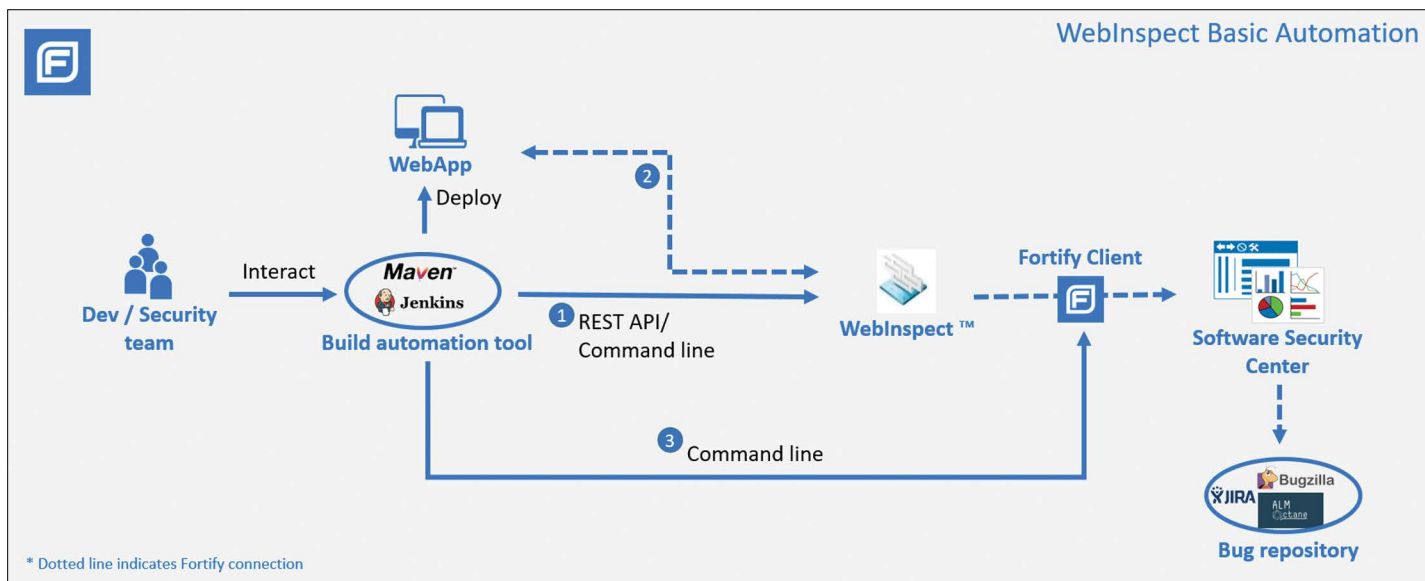 WebInspect Basic Automation
F
WebApp
2
Deploy
Interact
Maven™
Jenkins
Dev / Security
team
Build automation tool
1
REST API/
Command line
WebInspect ™
Fortify Client
F
Software Security
Center
3
Command line
Bugzilla
JIRA
ALM
Octane
Bug repository
* Dotted line indicates Fortify connection